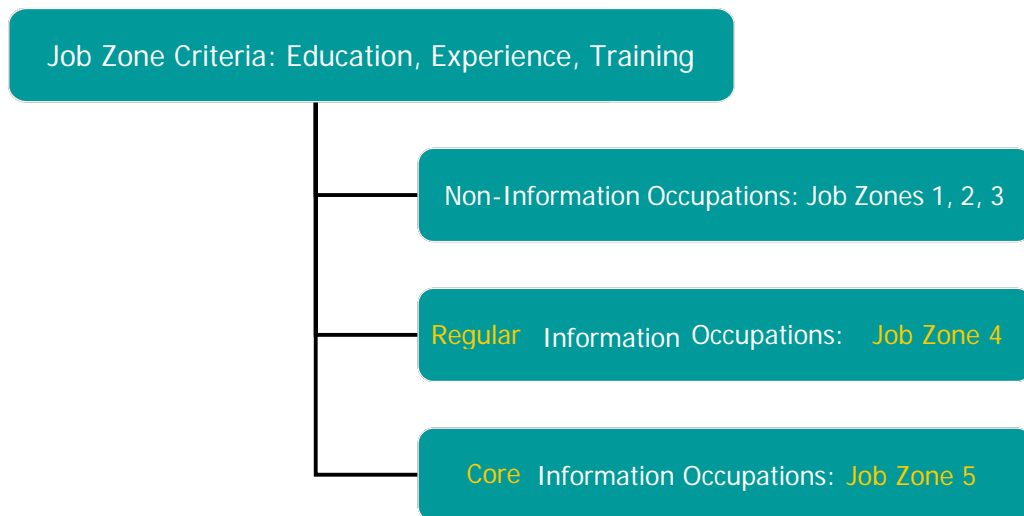 Job Zone Criteria: Education, Experience, Training
Non-Information Occupations: Job Zones 1, 2, 3
Regular Information Occupations: Job Zone 4
Core Information Occupations: Job Zone 5